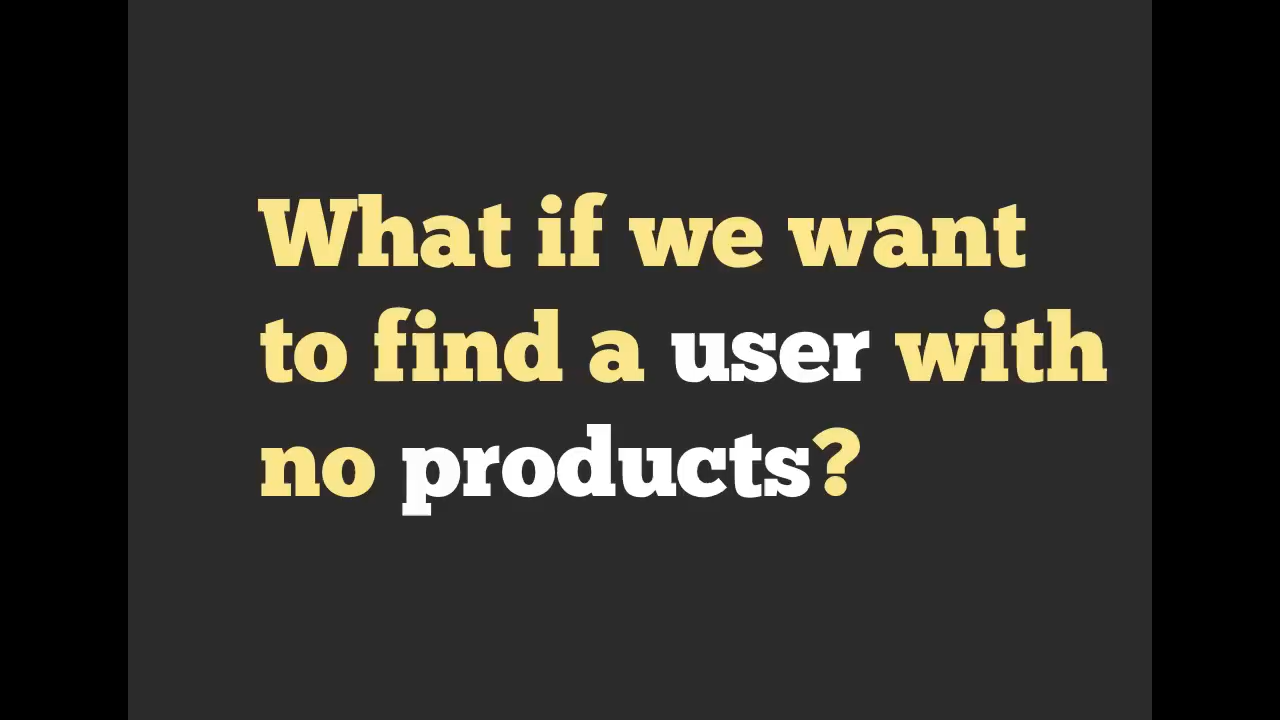 What if we want
to find a user with
no products?